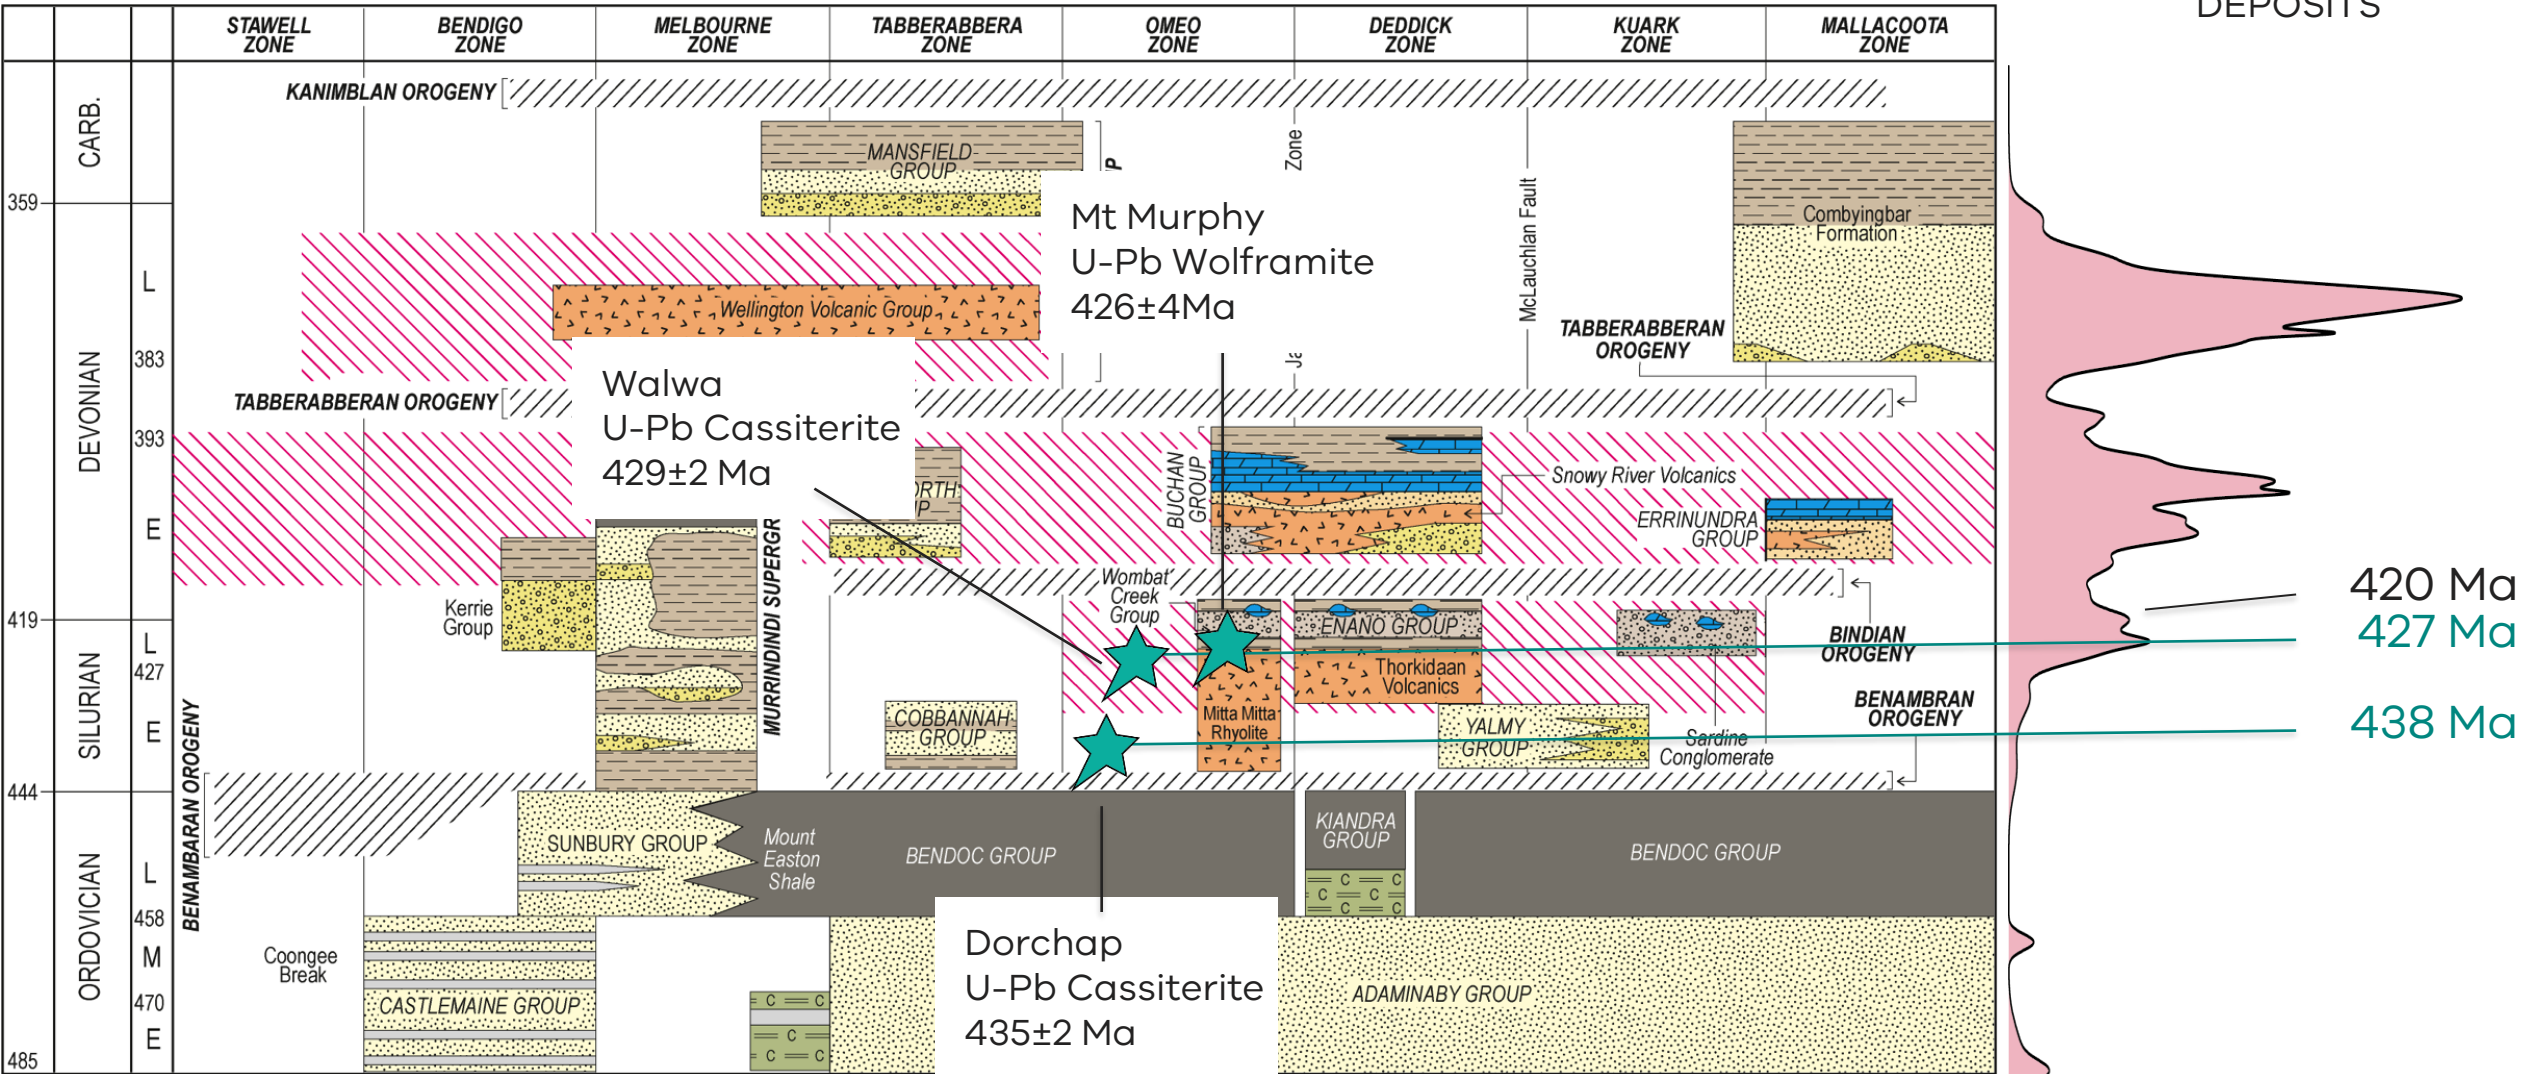 DEPOSITS
STAWELL
ZONE
BENDIGO
ZONE
MELBOURNE
ZONE
TABBERABBERA
ZONE
OMEO
ZONE
DEDDICK
ZONE
KUARK
ZONE
MALLACOOTA
ZONE
CARB.
DEVONIAN
SILURIAN
ORDOVICIAN
359
419
444
485
L
383
393
E
L
427
E
L
458
M
470
E
KANIMBLAN OROGENY
MANSFIELD
GROUP
P
Zone
McLauchlan Fault
Combyingbar
Formation
Mt Murphy
U-Pb Wolframite
426±4Ma
Wellington Volcanic Group
TABBERABBERAN
OROGENY
Walwa
U-Pb Cassiterite
429±2 Ma
TABBERABBERAN OROGENY
BUCHAN
GROUP
Snowy River Volcanics
ERRINUNDRA
GROUP
MURRINDINDI SUPERGR
Kerrie
Group
Wombat
Creek
Group
ENANO GROUP
Thorkidaan
Volcanics
BINDIAN
OROGENY
420 Ma
427 Ma
438 Ma
COBBANNAH
GROUP
Mitta Mitta
Rhyolite
YALMY
GROUP
Sardine
Conglomerate
BENAMBRAN
OROGENY
BENAMBARAN OROGENY
SUNBURY GROUP
Mount
Easton
Shale
BENDOC GROUP
KIANDRA
GROUP
C C
C C
C C
BENDOC GROUP
Coongee
Break
CASTLEMAINE GROUP
C C
C
C C
Dorchap
U-Pb Cassiterite
435±2 Ma
ADAMINABY GROUP